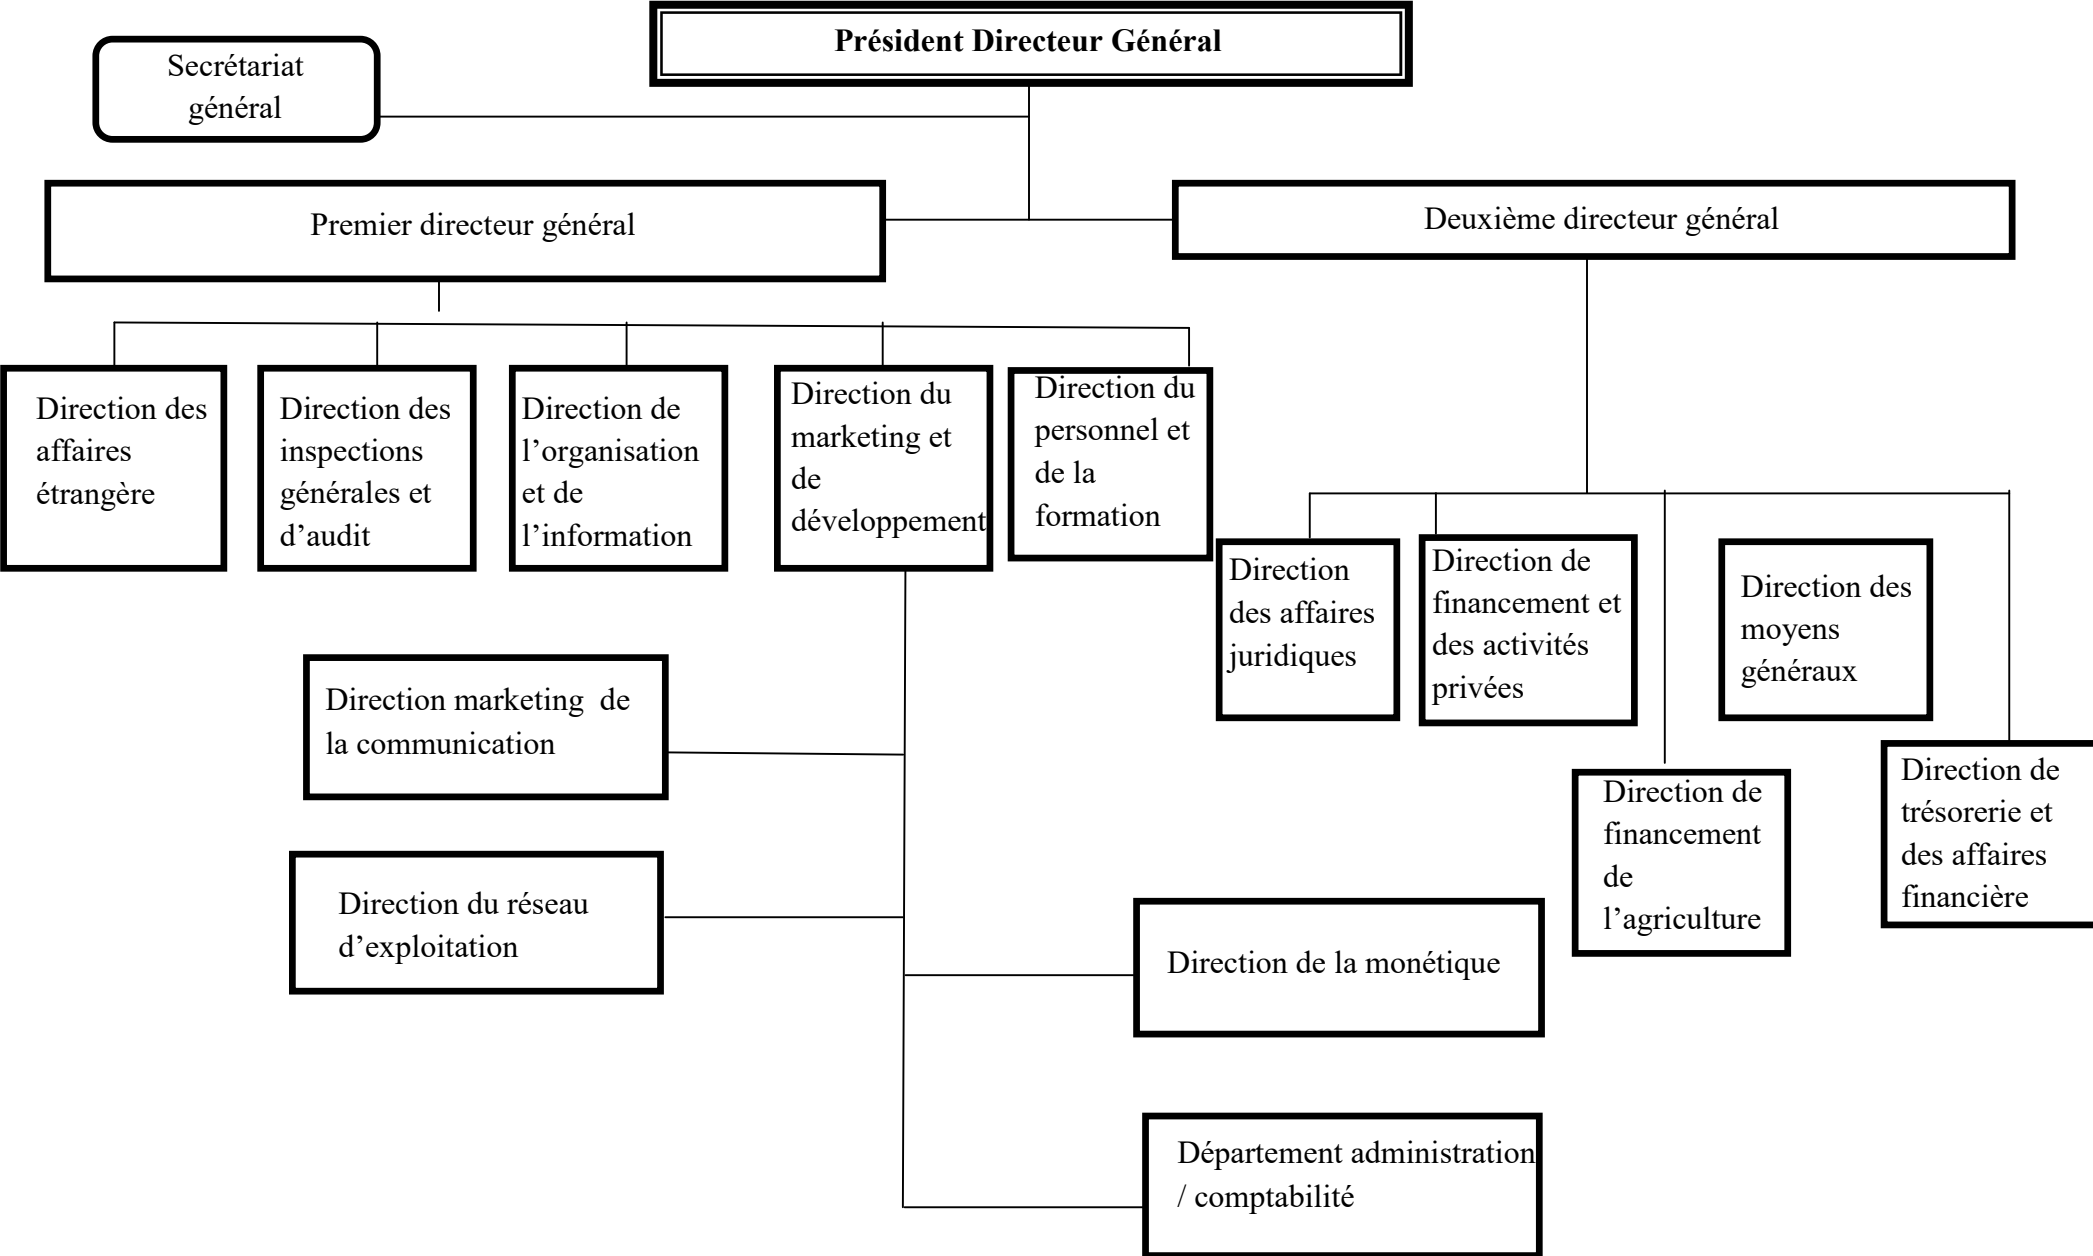 Président Directeur Général
Secrétariat
général
Premier directeur général
Deuxième directeur général
Direction des
affaires
étrangère
Direction des
inspections
générales et
d’audit
Direction de
l’organisation
et de
l’information
Direction du
marketing et
de
développement
Direction du
personnel et
de la
formation
Direction
des affaires
juridiques
Direction de
financement et
des activités
privées
Direction des
moyens
généraux
Direction marketing  de
la communication
Direction de
financement
de
l’agriculture
Direction de
trésorerie et
des affaires
financière
Direction du réseau
d’exploitation
Direction de la monétique
Département administration
/ comptabilité